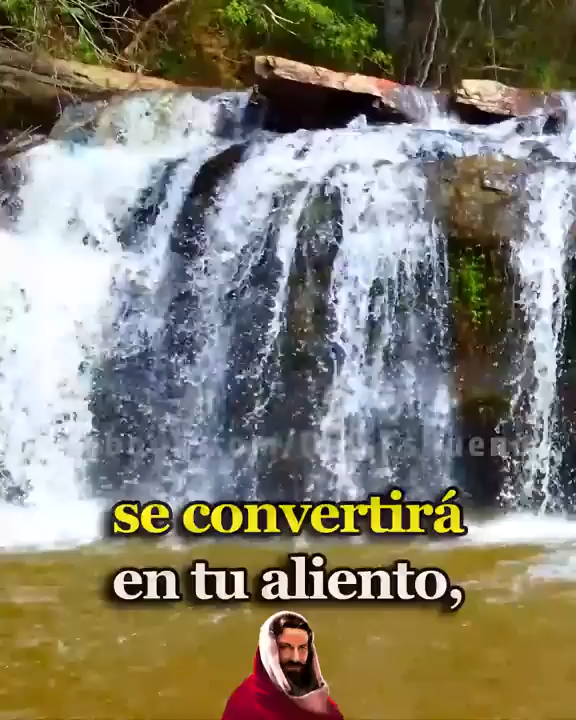 se convertirá
en tu aliento,